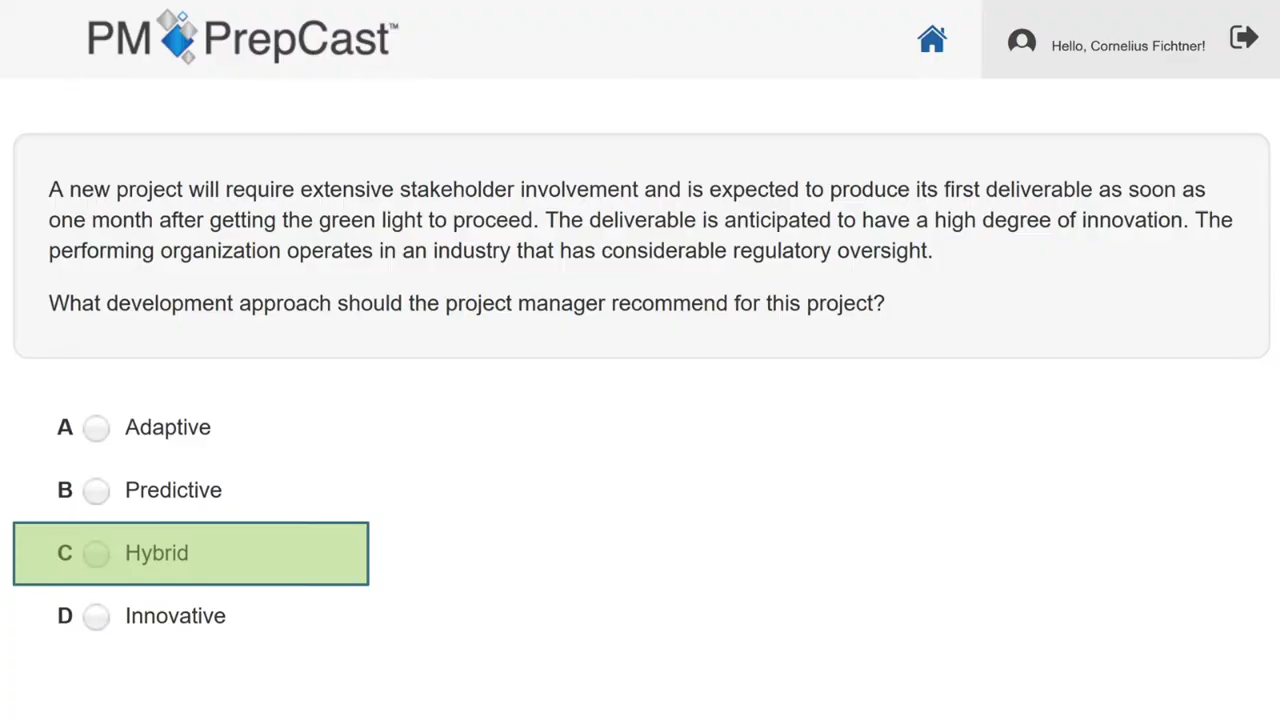 PM PrepCast™
Hello, Cornelius Fichtner!
A new project will require extensive stakeholder involvement and is expected to produce its first deliverable as soon as
one month after getting the green light to proceed. The deliverable is anticipated to have a high degree of innovation. The
performing organization operates in an industry that has considerable regulatory oversight.
What development approach should the project manager recommend for this project?
A Adaptive
B Predictive
C Hybrid
D Innovative